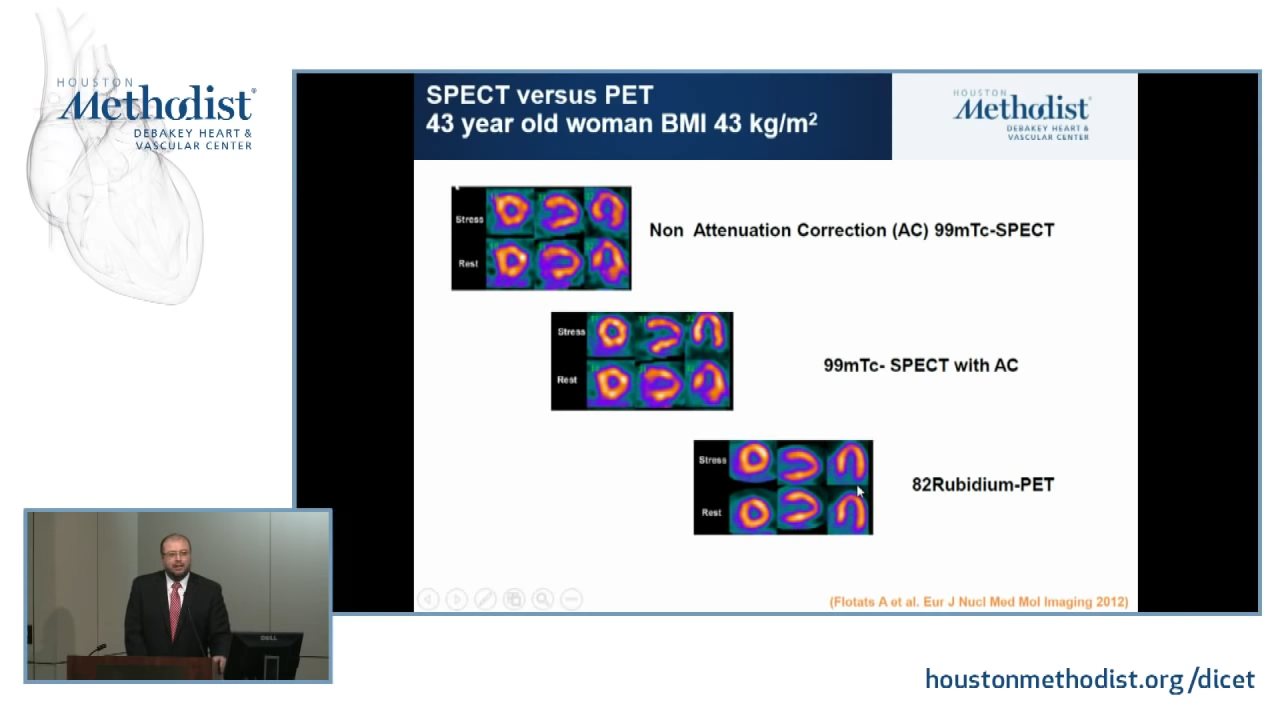 HOUSTON
Methodist®
DEBAKEY HEART &
VASCULAR CENTER
SPECT versus PET
43 year old woman BMI 43 kg/m²
HOUSTON
Methodist®
DEBAKEY HEART &
VASCULAR CENTER
Stress
Rest
Non Attenuation Correction (AC) 99mTc-SPECT
Stress
Rest
99mTc- SPECT with AC
Stress
Rest
82Rubidium-PET
(Flotats A et al. Eur J Nucl Med Mol Imaging 2012)
DELL
houstonmethodist.org/dicet